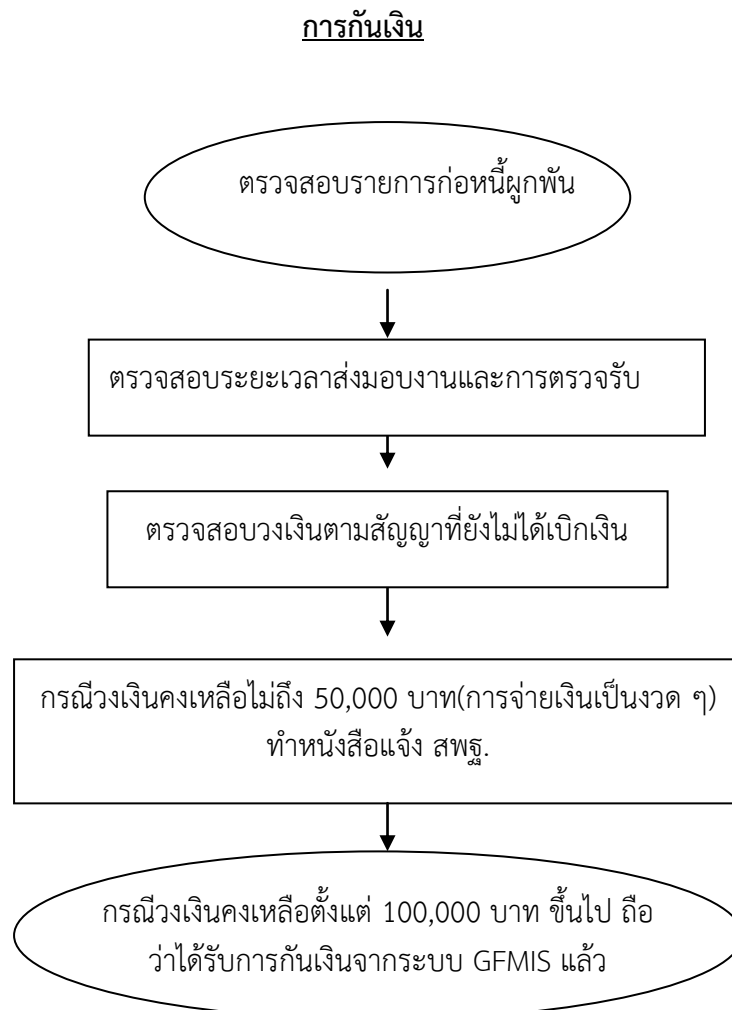 การกันเงิน
ตรวจสอบรายการก่อหนี้ผูกพัน
ตรวจสอบระยะเวลาส่งมอบงานและการตรวจรับ
ตรวจสอบวงเงินตามสัญญาที่ยังไม่ได้เบิกเงิน
กรณีวงเงินคงเหลือไม่ถึง 50,000 บาท(การจ่ายเงินเป็นงวด ๆ)
ทำหนังสือแจ้ง สพฐ.
กรณีวงเงินคงเหลือตั้งแต่ 100,000 บาท ขึ้นไป ถือ
ว่าได้รับการกันเงินจากระบบ GFMIS แล้ว